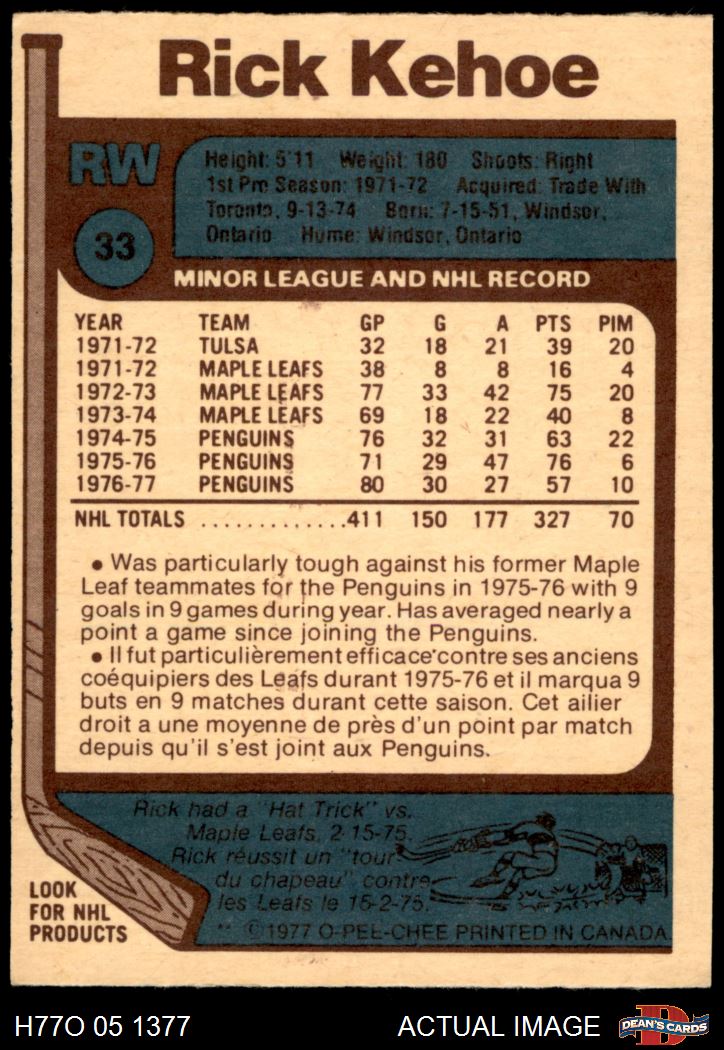 Rick Kehoe
RW
Height: 5'11 Weight: 180 Shoots: Right
1st Pro Season: 1971-72 Acquired: Trade With
Toronto, 9-13-74 Born: 7-15-51, Windsor,
Ontario Home: Windsor, Ontario
33
MINOR LEAGUE AND NHL RECORD
YEAR TEAM GP G A PTS PIM
1971-72 TULSA 32 18 21 39 20
1971-72 MAPLE LEAFS 38 8 8 16 4
1972-73 MAPLE LEAFS 77 33 42 75 20
1973-74 MAPLE LEAFS 69 18 22 40 8
1974-75 PENGUINS 76 32 31 63 22
1975-76 PENGUINS 71 29 47 76 6
1976-77 PENGUINS 80 30 27 57 10
NHL TOTALS .............411 150 177 327 70
• Was particularly tough against his former Maple
Leaf teammates for the Penguins in 1975-76 with 9
goals in 9 games during year. Has averaged nearly a
point a game since joining the Penguins.
• Il fut particulièrement efficace contre ses anciens
coéquipiers des Leafs durant 1975-76 et il marqua 9
buts en 9 matches durant cette saison. Cet ailier
droit a une moyenne de près d'un point par match
depuis qu'il s'est joint aux Penguins.
Rick had a "Hat Trick" vs.
Maple Leafs, 2-15-75.
Rick réussit un "tour
du chapeau" contre
les Leafs le 15-2-75.
LOOK
FOR NHL
PRODUCTS
** ©1977 O-PEE-CHEE PRINTED IN CANADA.
H77O 05 1377 ACTUAL IMAGE
D
DEAN'S CARDS